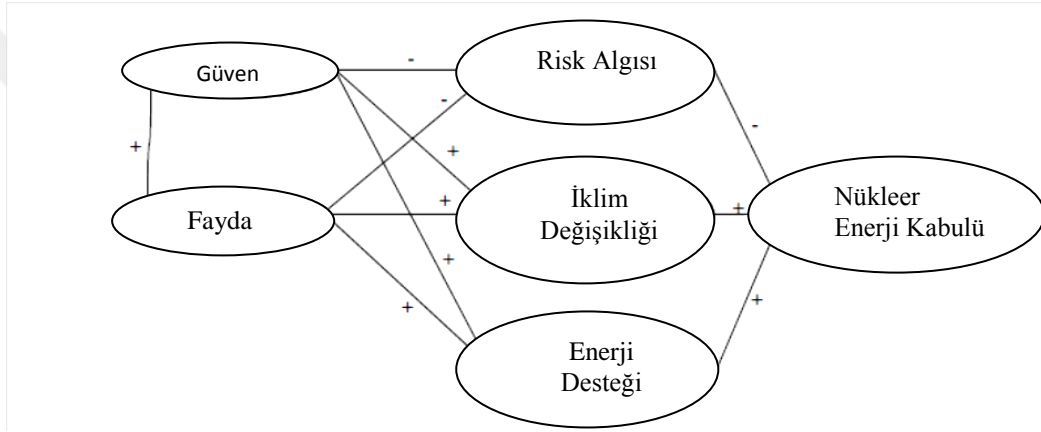 Güven
-
Risk Algısı
-
-
+
+
Fayda
+
İklim
Değişikliği
+
Nükleer
Enerji Kabulü
+
+
+
Enerji
Desteği